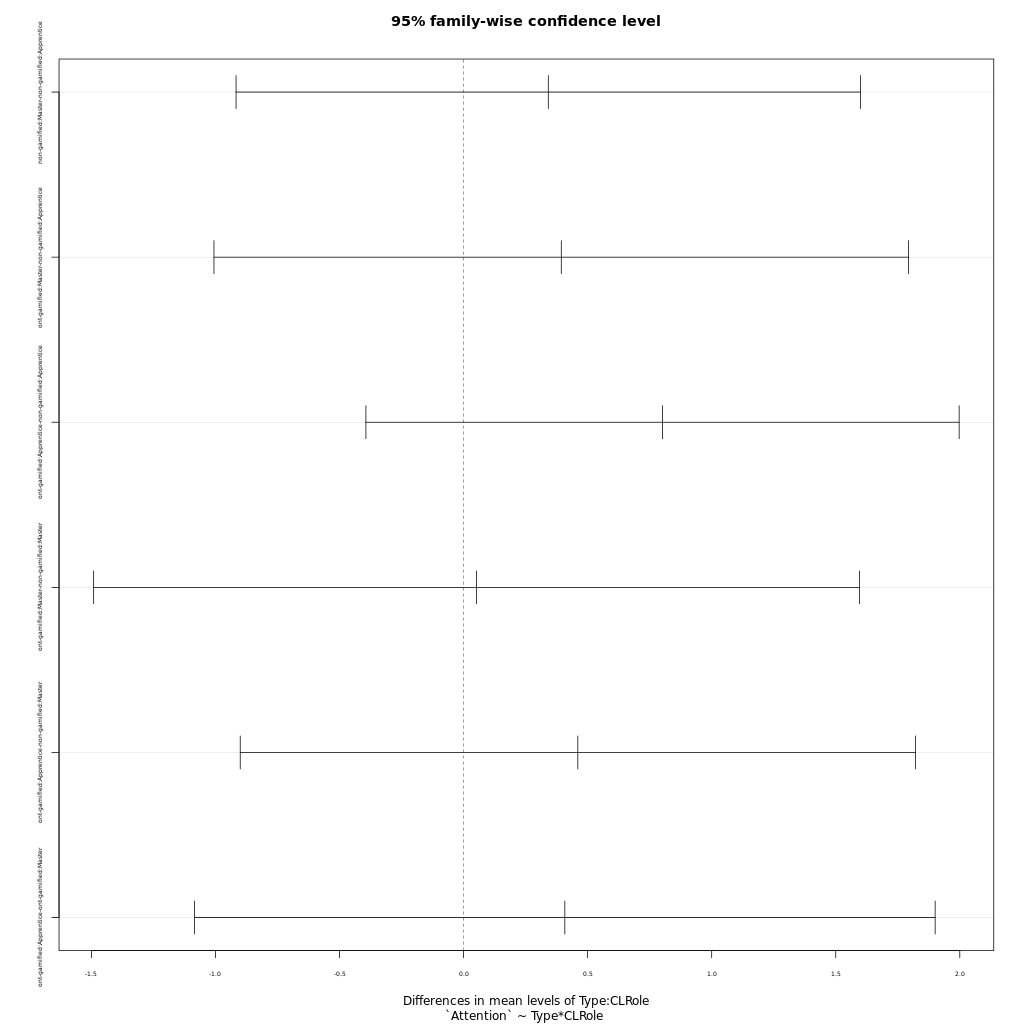 95% family-wise confidence level
non-gamified:Master-non-gamified:Apprentice
ont-gamified:Master-non-gamified:Apprentice
ont-gamified:Apprentice-non-gamified:Apprentice
ont-gamified:Master-non-gamified:Master
ont-gamified:Apprentice-non-gamified:Master
ont-gamified:Apprentice-ont-gamified:Master
-1.5 -1.0 -0.5 0.0 0.5 1.0 1.5 2.0
Differences in mean levels of Type:CLRole
`Attention` ~ Type*CLRole